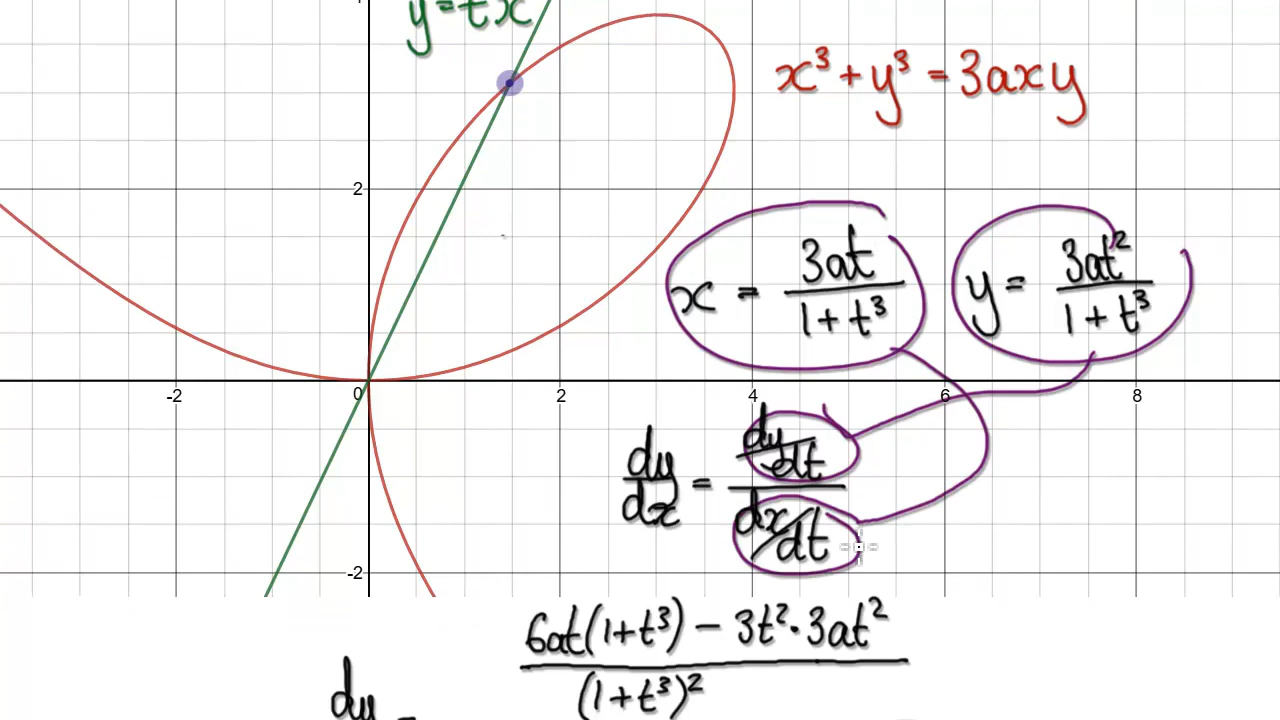 y=tx
x³ + y³ = 3axy
2
x = 3at / 1 + t³
y = 3at² / 1 + t³
-2 0 2 4 6 8
dy/dx = dy/dt / dx/dt
-2
6at(1+t³) - 3t²·3at²
(1+t³)²
dy =